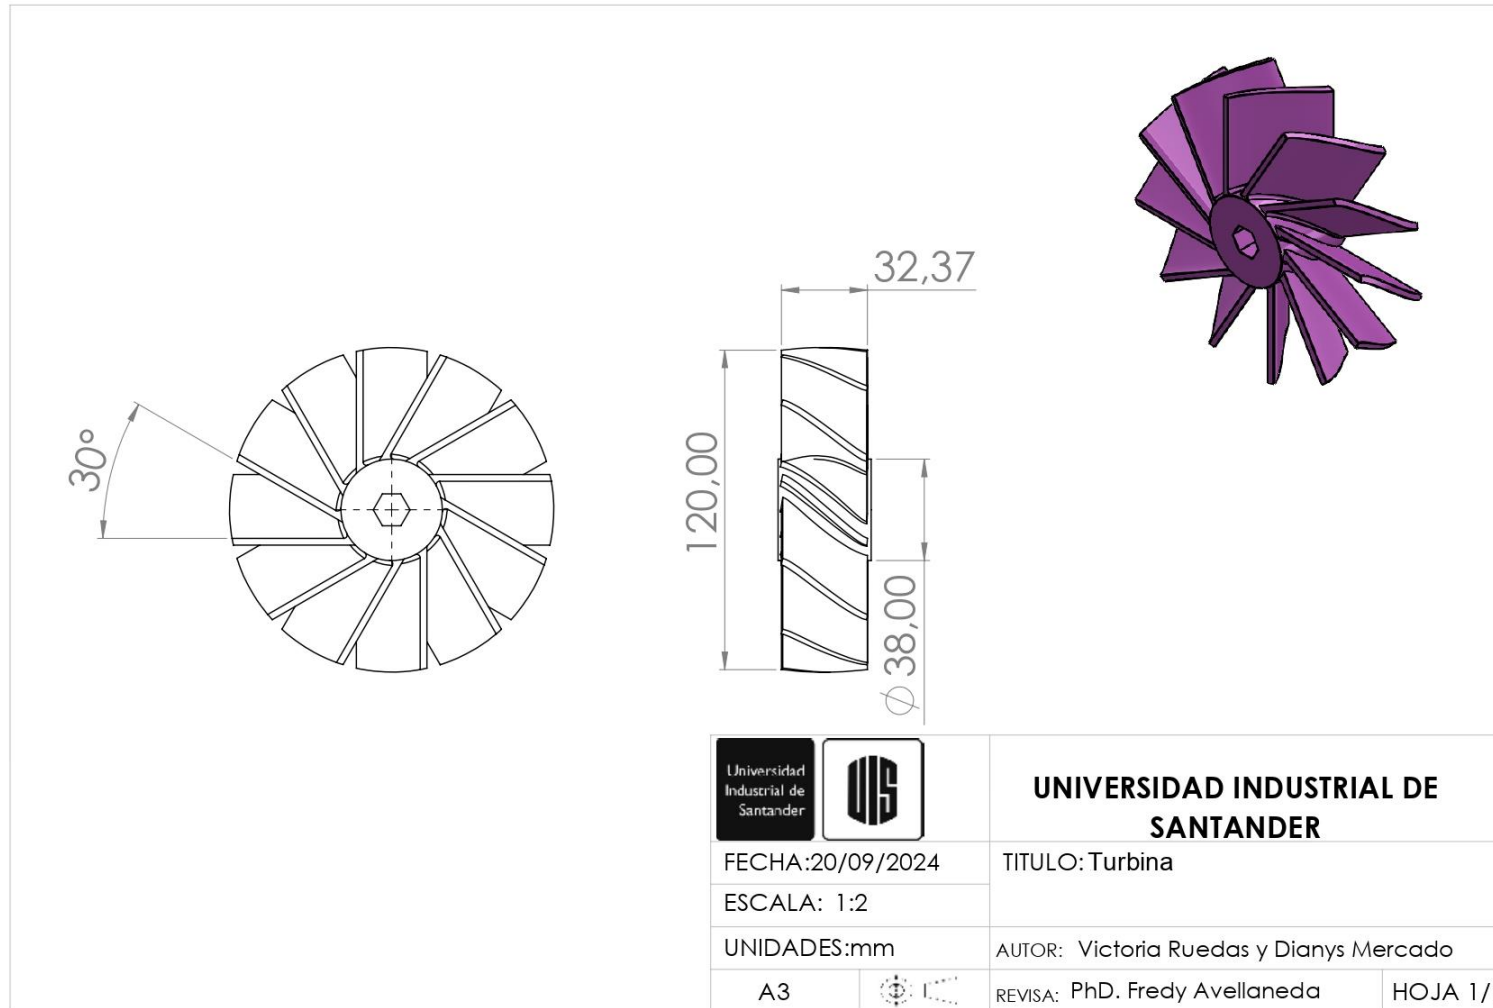 32,37
30°
120,00
∅ 38,00
Universidad
Industrial de
Santander
UIS
UNIVERSIDAD INDUSTRIAL DE
SANTANDER
FECHA:20/09/2024
TITULO: Turbina
ESCALA: 1:2
UNIDADES:mm
AUTOR: Victoria Ruedas y Dianys Mercado
A3
REVISA: PhD. Fredy Avellaneda
HOJA 1/